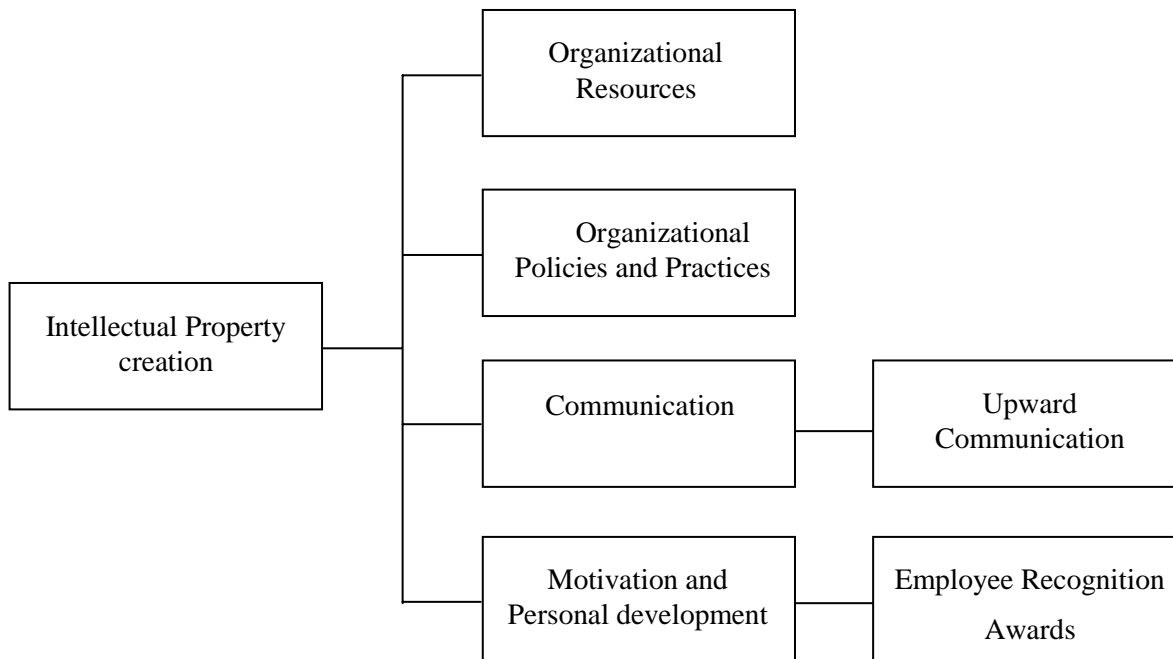 Organizational
Resources
Organizational
Policies and Practices
Intellectual Property
creation
Communication
Upward
Communication
Motivation and
Personal development
Employee Recognition
Awards